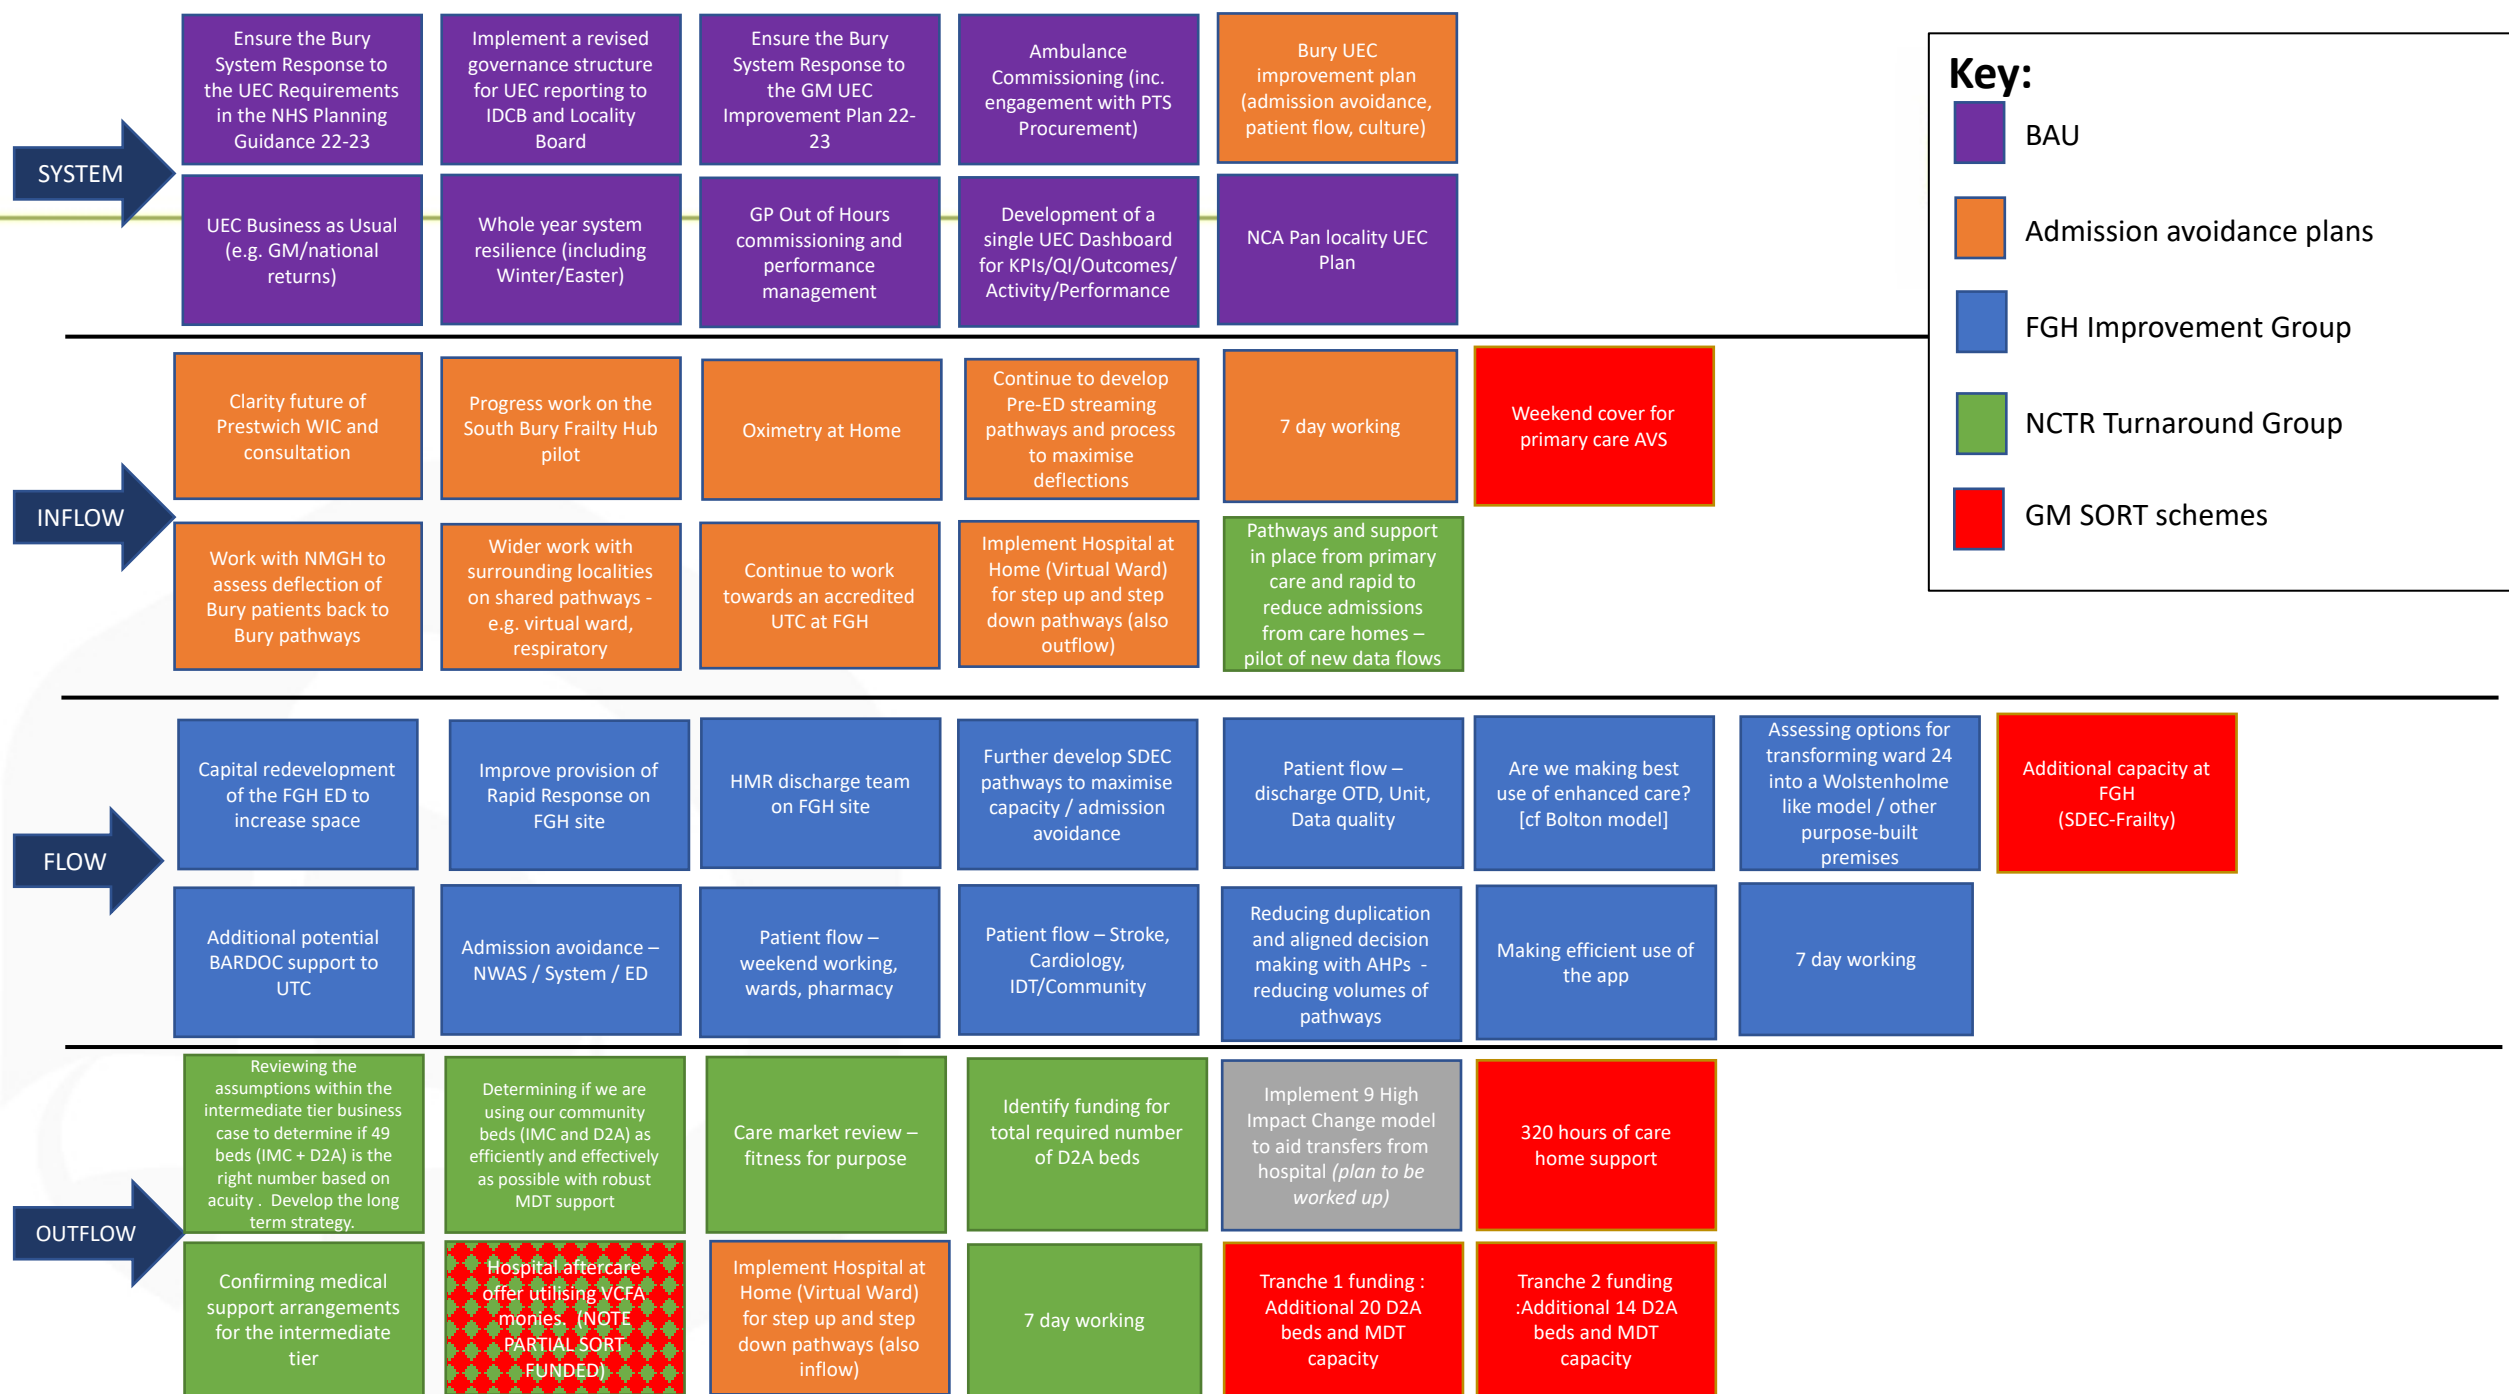 SYSTEM
Ensure the Bury
System Response to
the UEC Requirements
in the NHS Planning
Guidance 22-23
Implement a revised
governance structure
for UEC reporting to
IDCB and Locality
Board
Ensure the Bury
System Response to
the GM UEC
Improvement Plan 22-
23
Ambulance
Commissioning (inc.
engagement with PTS
Procurement)
Bury UEC
improvement plan
(admission avoidance,
patient flow, culture)
UEC Business as Usual
(e.g. GM/national
returns)
Whole year system
resilience (including
Winter/Easter)
GP Out of Hours
commissioning and
performance
management
Development of a
single UEC Dashboard
for KPIs/QI/Outcomes/
Activity/Performance
NCA Pan locality UEC
Plan
Key:
BAU
Admission avoidance plans
FGH Improvement Group
NCTR Turnaround Group
GM SORT schemes
INFLOW
Clarity future of
Prestwich WIC and
consultation
Progress work on the
South Bury Frailty Hub
pilot
Oximetry at Home
Continue to develop
Pre-ED streaming
pathways and process
to maximise
deflections
7 day working
Weekend cover for
primary care AVS
Work with NMGH to
assess deflection of
Bury patients back to
Bury pathways
Wider work with
surrounding localities
on shared pathways -
e.g. virtual ward,
respiratory
Continue to work
towards an accredited
UTC at FGH
Implement Hospital at
Home (Virtual Ward)
for step up and step
down pathways (also
outflow)
Pathways and support
in place from primary
care and rapid to
reduce admissions
from care homes –
pilot of new data flows
FLOW
Capital redevelopment
of the FGH ED to
increase space
Improve provision of
Rapid Response on
FGH site
HMR discharge team
on FGH site
Further develop SDEC
pathways to maximise
capacity / admission
avoidance
Patient flow –
discharge OTD, Unit,
Data quality
Are we making best
use of enhanced care?
[cf Bolton model]
Assessing options for
transforming ward 24
into a Wolstenholme
like model / other
purpose-built
premises
Additional capacity at
FGH
(SDEC-Frailty)
Additional potential
BARDOC support to
UTC
Admission avoidance –
NWAS / System / ED
Patient flow –
weekend working,
wards, pharmacy
Patient flow – Stroke,
Cardiology,
IDT/Community
Reducing duplication
and aligned decision
making with AHPs -
reducing volumes of
pathways
Making efficient use of
the app
7 day working
OUTFLOW
Reviewing the
assumptions within the
intermediate tier business
case to determine if 49
beds (IMC + D2A) is the
right number based on
acuity . Develop the long
term strategy.
Determining if we are
using our community
beds (IMC and D2A) as
efficiently and effectively
as possible with robust
MDT support
Care market review –
fitness for purpose
Identify funding for
total required number
of D2A beds
Implement 9 High
Impact Change model
to aid transfers from
hospital (plan to be
worked up)
320 hours of care
home support
Confirming medical
support arrangements
for the intermediate
tier
Hospital aftercare
offer utilising VCFA
monies. (NOTE
PARTIAL SORT
FUNDED)
Implement Hospital at
Home (Virtual Ward)
for step up and step
down pathways (also
inflow)
7 day working
Tranche 1 funding :
Additional 20 D2A
beds and MDT
capacity
Tranche 2 funding
:Additional 14 D2A
beds and MDT
capacity